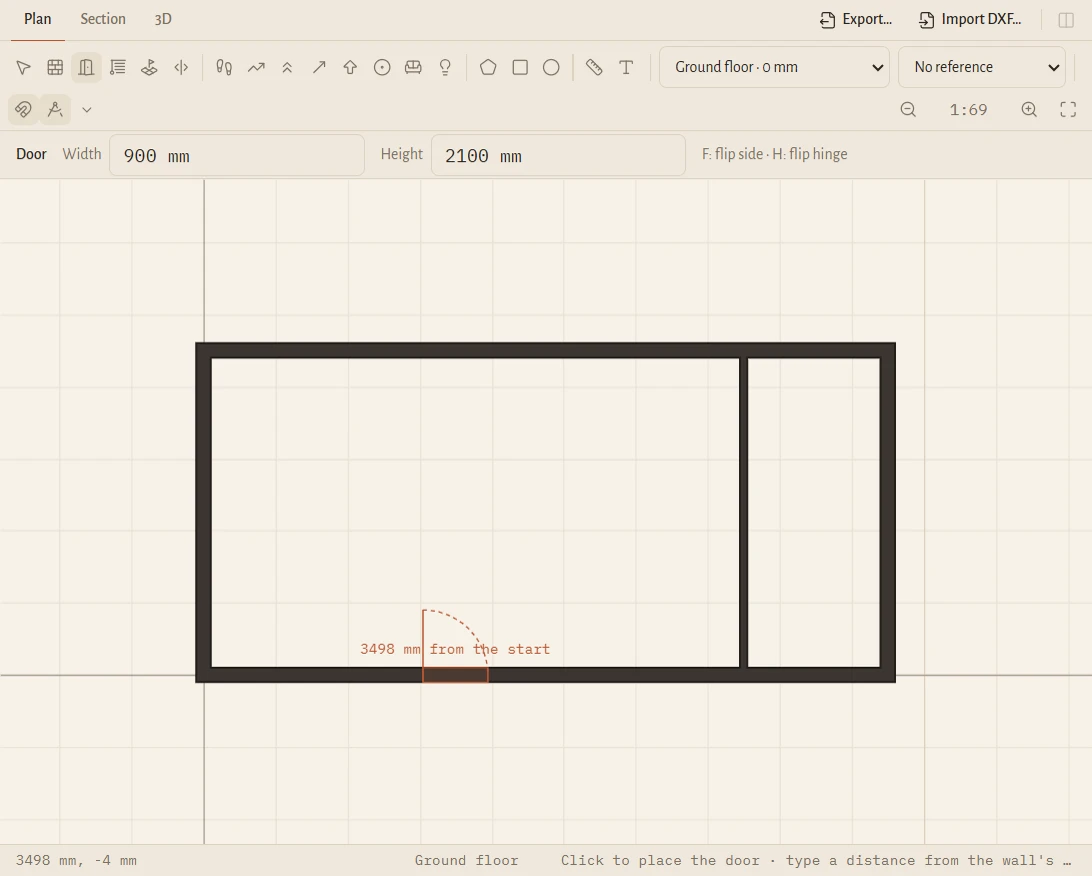 Plan Section 3D Export... Import DXF...
Ground floor · 0 mm No reference
1:69
Door Width 900 mm Height 2100 mm F: flip side · H: flip hinge
3498 mm from the start
3498 mm, -4 mm Ground floor Click to place the door · type a distance from the wall's …